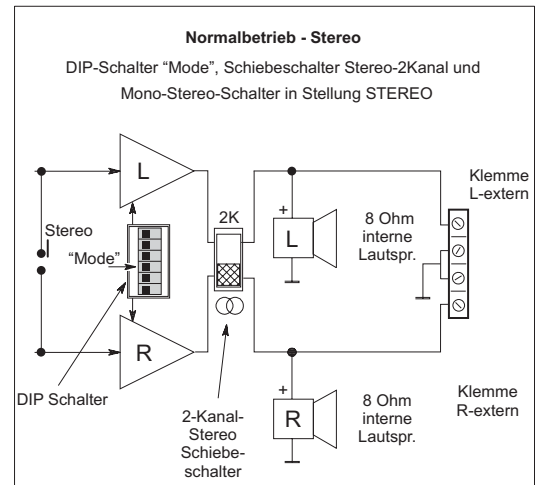 Normalbetrieb - Stereo
DIP-Schalter “Mode”, Schiebeschalter Stereo-2Kanal und
Mono-Stereo-Schalter in Stellung STEREO
L
Stereo
“Mode”
R
DIP Schalter
2K
2-Kanal-
Stereo
Schiebe-
schalter
+
L
8 Ohm
interne
Lautspr.
Klemme
L-extern
+
R
8 Ohm
interne
Lautspr.
Klemme
R-extern